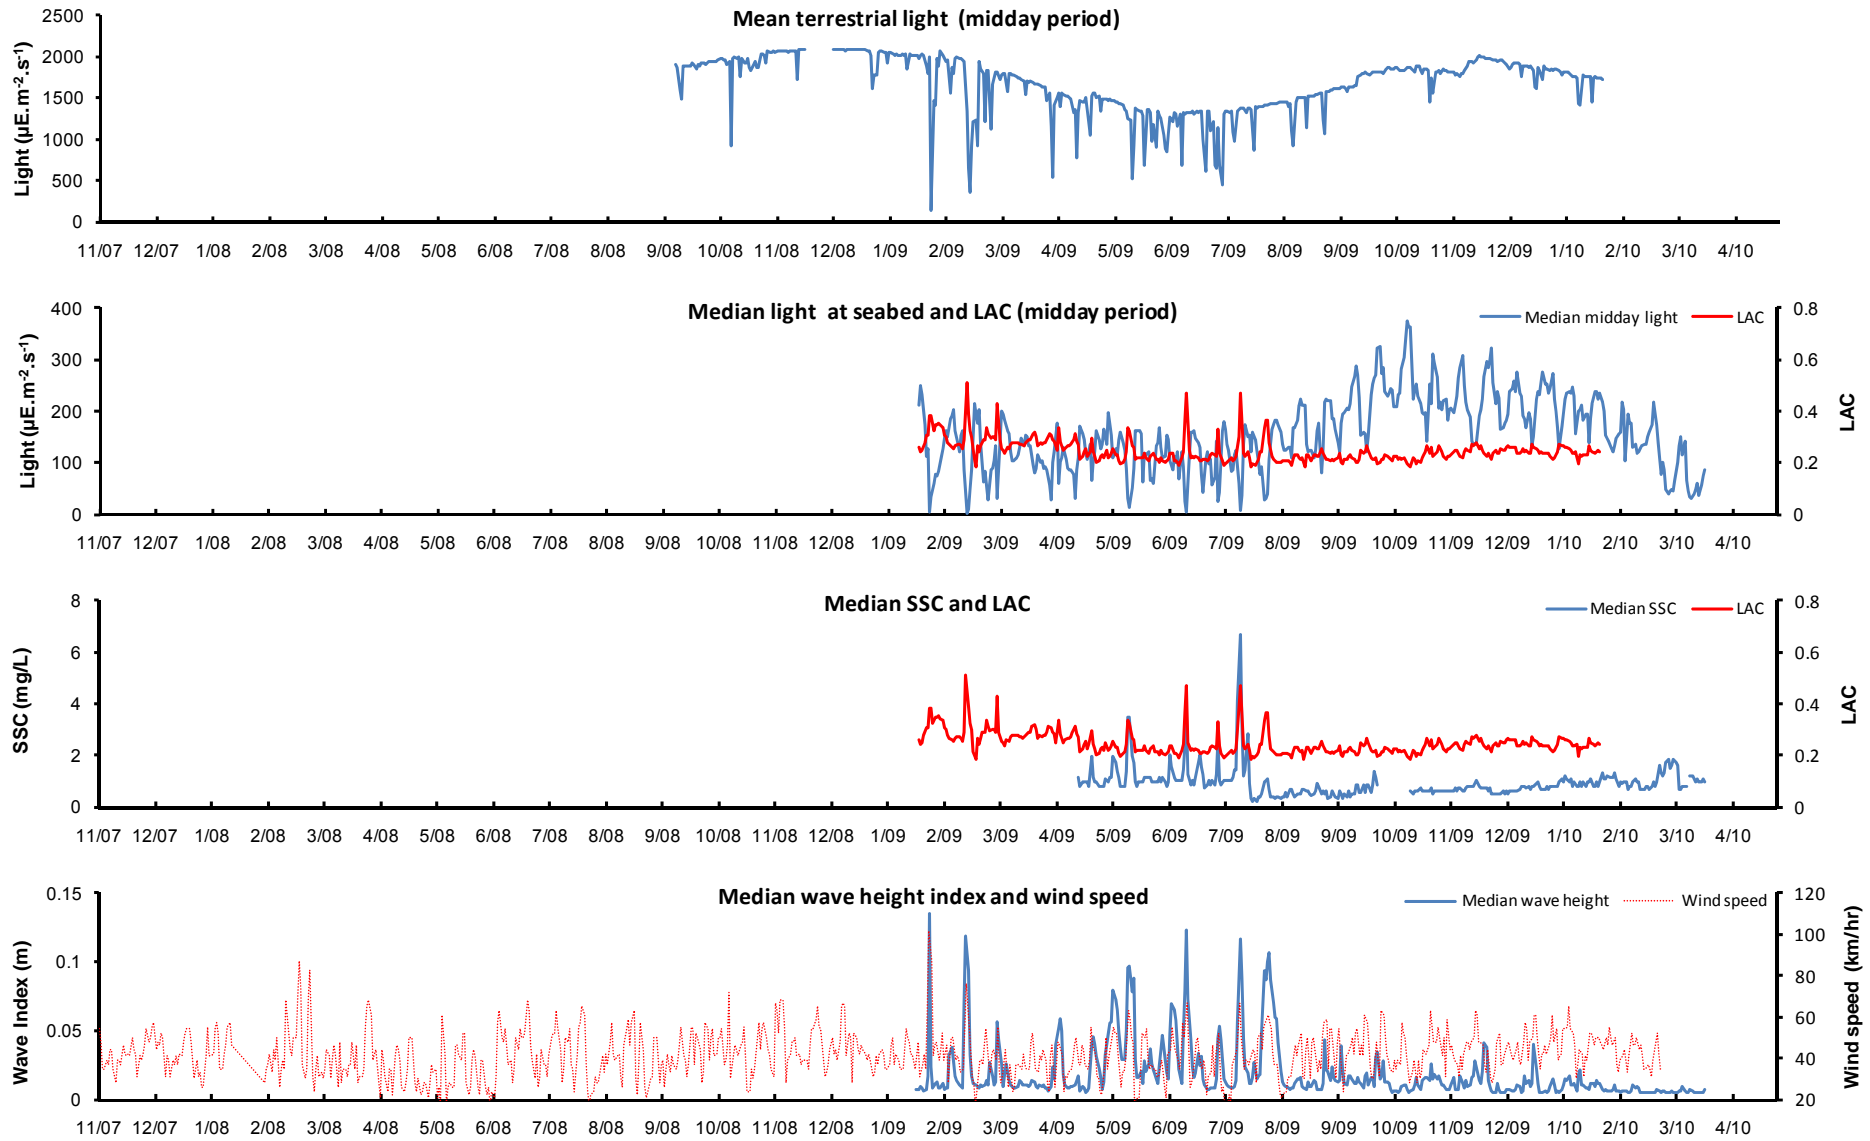 Mean terrestrial light (midday period)
Light (µE.m-2.s-1)
2500
2000
1500
1000
500
0
11/07 12/07 1/08 2/08 3/08 4/08 5/08 6/08 7/08 8/08 9/08 10/08 11/08 12/08 1/09 2/09 3/09 4/09 5/09 6/09 7/09 8/09 9/09 10/09 11/09 12/09 1/10 2/10 3/10 4/10
Median light at seabed and LAC (midday period)
Median midday light LAC
Light (µE.m-2.s-1)
400
300
200
100
0
0.8
0.6
0.4
0.2
0
LAC
11/07 12/07 1/08 2/08 3/08 4/08 5/08 6/08 7/08 8/08 9/08 10/08 11/08 12/08 1/09 2/09 3/09 4/09 5/09 6/09 7/09 8/09 9/09 10/09 11/09 12/09 1/10 2/10 3/10 4/10
Median SSC and LAC
Median SSC LAC
SSC (mg/L)
8
6
4
2
0
0.8
0.6
0.4
0.2
0
LAC
11/07 12/07 1/08 2/08 3/08 4/08 5/08 6/08 7/08 8/08 9/08 10/08 11/08 12/08 1/09 2/09 3/09 4/09 5/09 6/09 7/09 8/09 9/09 10/09 11/09 12/09 1/10 2/10 3/10 4/10
Median wave height index and wind speed
Median wave height Wind speed
Wave Index (m)
0.15
0.1
0.05
0
120
100
80
60
40
20
Wind speed (km/hr)
11/07 12/07 1/08 2/08 3/08 4/08 5/08 6/08 7/08 8/08 9/08 10/08 11/08 12/08 1/09 2/09 3/09 4/09 5/09 6/09 7/09 8/09 9/09 10/09 11/09 12/09 1/10 2/10 3/10 4/10